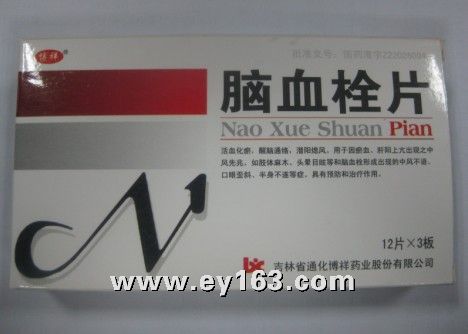 博祥
批准文号：国药准字Z22026094
脑血栓片
Nao Xue Shuan Pian
活血化瘀、醒脑通络、潜阳熄风。用于因瘀血、肝阳上亢出现之中
风先兆，如肢体麻木、头晕目眩等和脑血栓形成出现的中风不语、
口眼歪斜、半身不遂等症。具有预防和治疗作用。
12片×3板
吉林省通化博祥药业股份有限公司
www.ey163.com